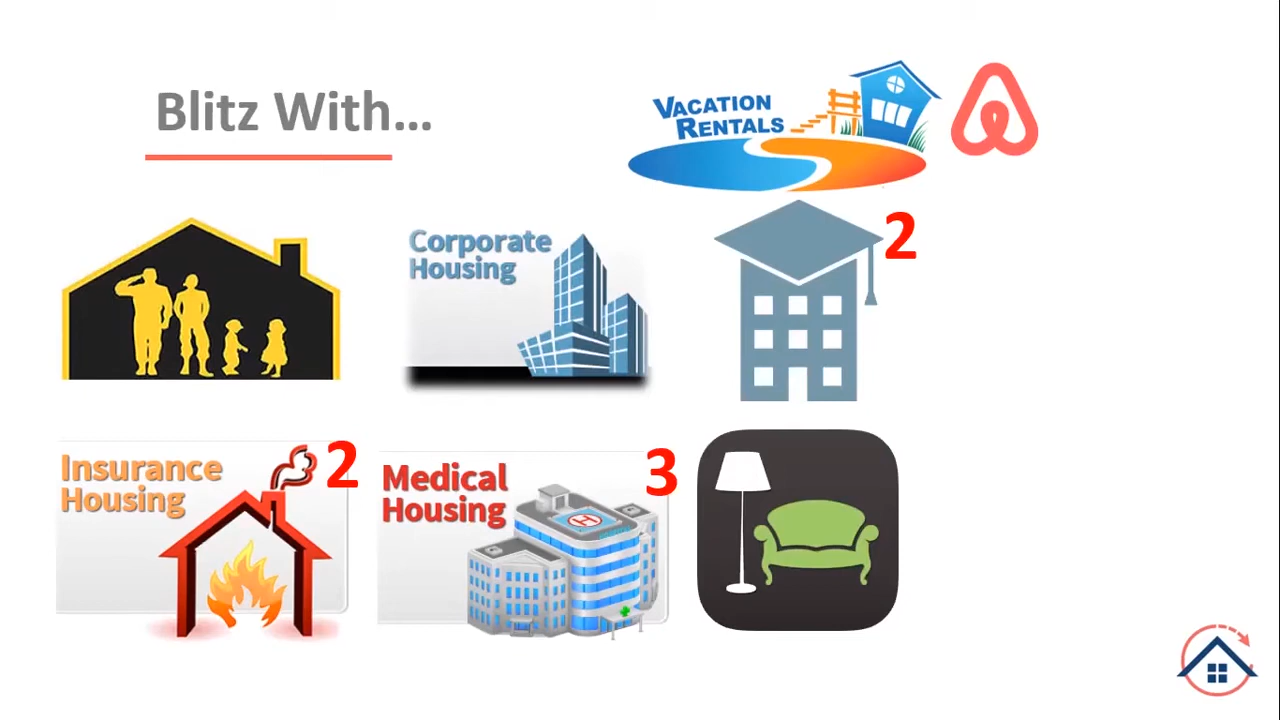 Blitz With...
VACATION
RENTALS
Corporate
Housing
2
Insurance
Housing
2
Medical
Housing
3
H